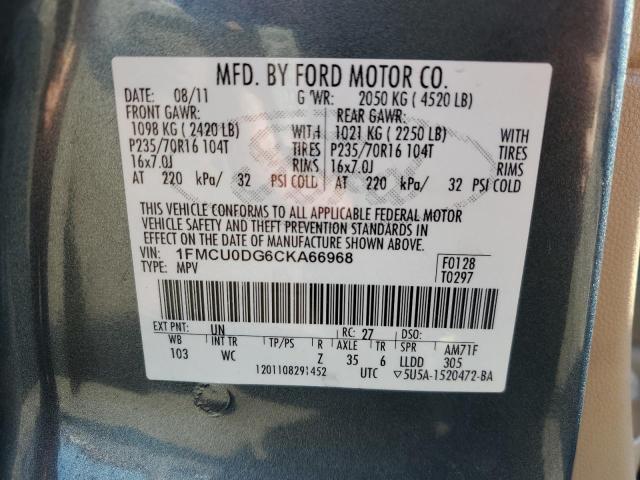 MFD. BY FORD MOTOR CO.
DATE: 08/11 GVWR: 2050 KG ( 4520 LB)
FRONT GAWR: REAR GAWR:
1098 KG ( 2420 LB) WITH 1021 KG ( 2250 LB) WITH
P235/70R16 104T TIRES P235/70R16 104T TIRES
16x7.0J RIMS 16x7.0J RIMS
AT 220 kPa/ 32 PSI COLD AT 220 kPa/ 32 PSI COLD
THIS VEHICLE CONFORMS TO ALL APPLICABLE FEDERAL MOTOR
VEHICLE SAFETY AND THEFT PREVENTION STANDARDS IN
EFFECT ON THE DATE OF MANUFACTURE SHOWN ABOVE.
VIN: 1FMCU0DG6CKA66968 F0128
TYPE: MPV T0297
EXT PNT: UN RC: 27 DSO:
WB INT TR TP/PS R AXLE TR SPR AM71F
103 WC Z 35 6 LLDD 305
1201108291452 UTC ▽5U5A-1520472-BA